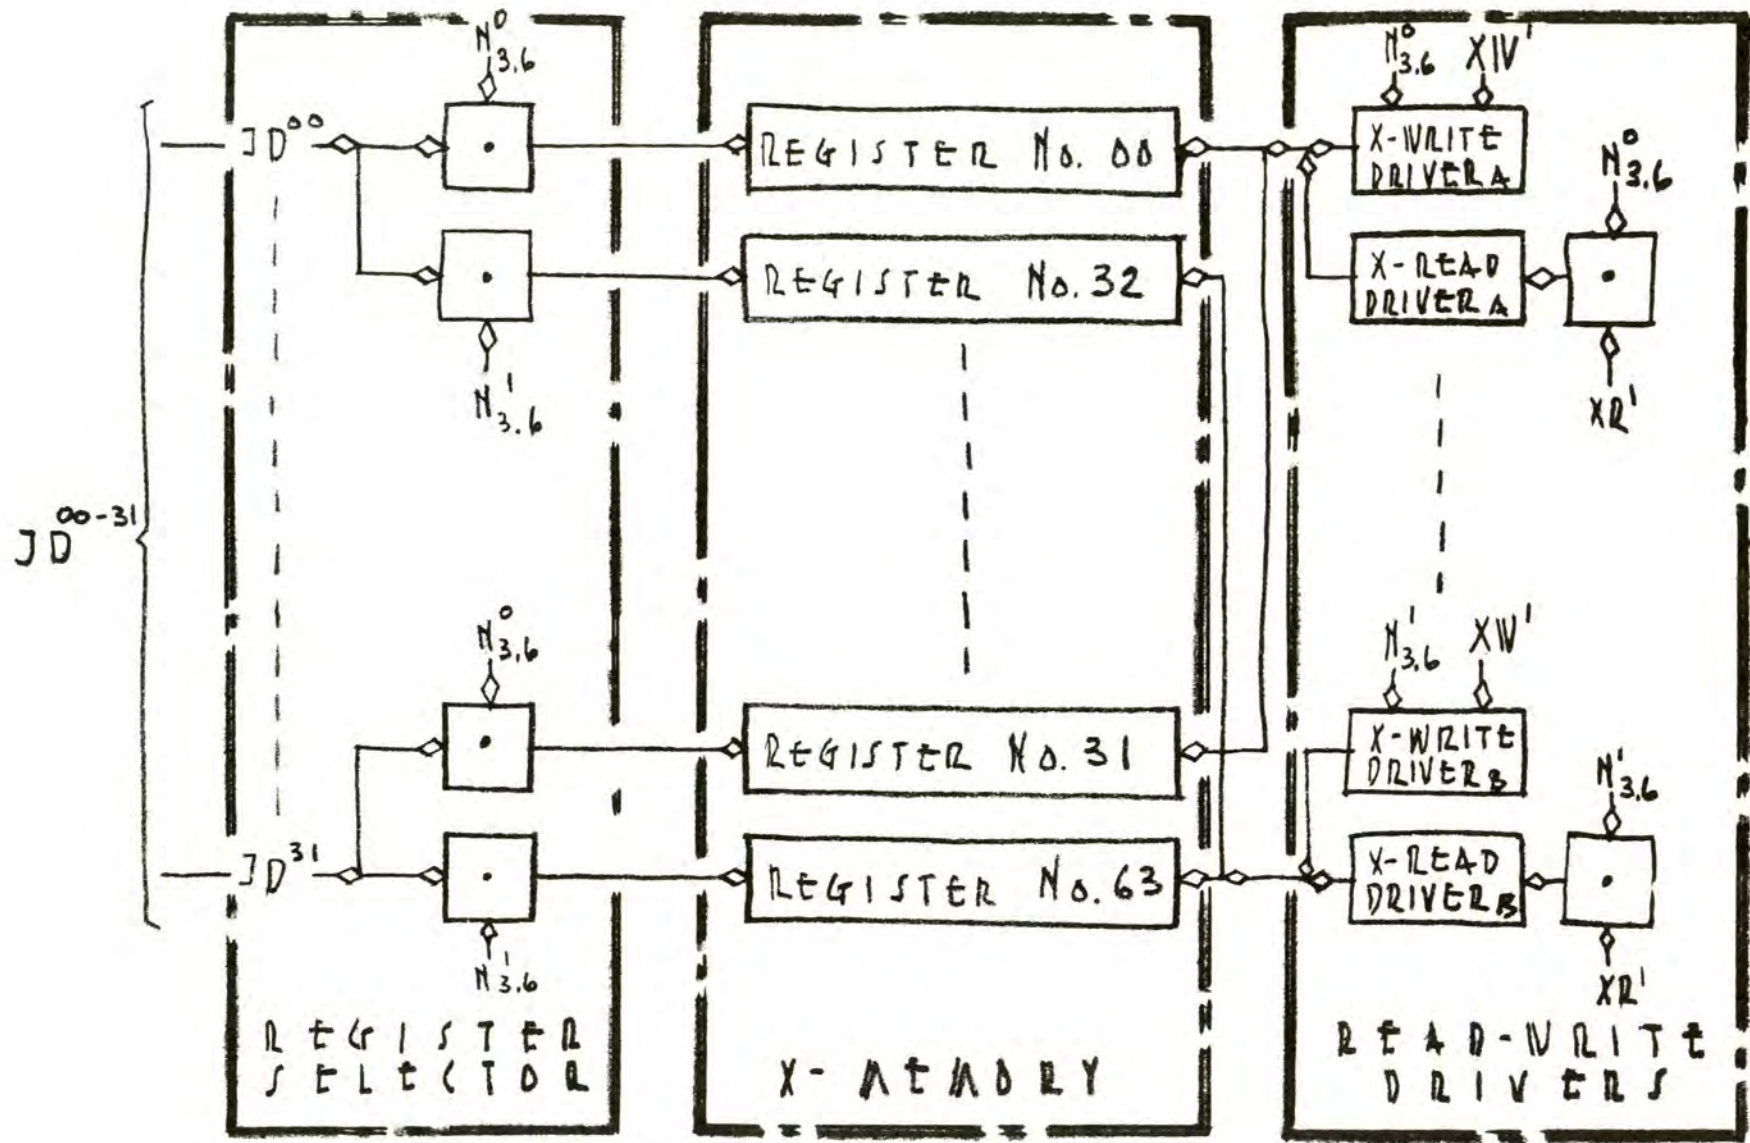 N⁰3.6
N⁰3.6 XW¹
JD⁰⁰
REGISTER No. 00
X-WRITE
DRIVER A
N⁰3.6
REGISTER No. 32
X-READ
DRIVER A
N¹3.6
XR¹
JD⁰⁰⁻³¹
N⁰3.6
N¹3.6 XW¹
REGISTER No. 31
X-WRITE
DRIVER B
N¹3.6
JD³¹
REGISTER No. 63
X-READ
DRIVER B
N¹3.6
XR¹
REGISTER
SELECTOR
X-MEMORY
READ-WRITE
DRIVERS